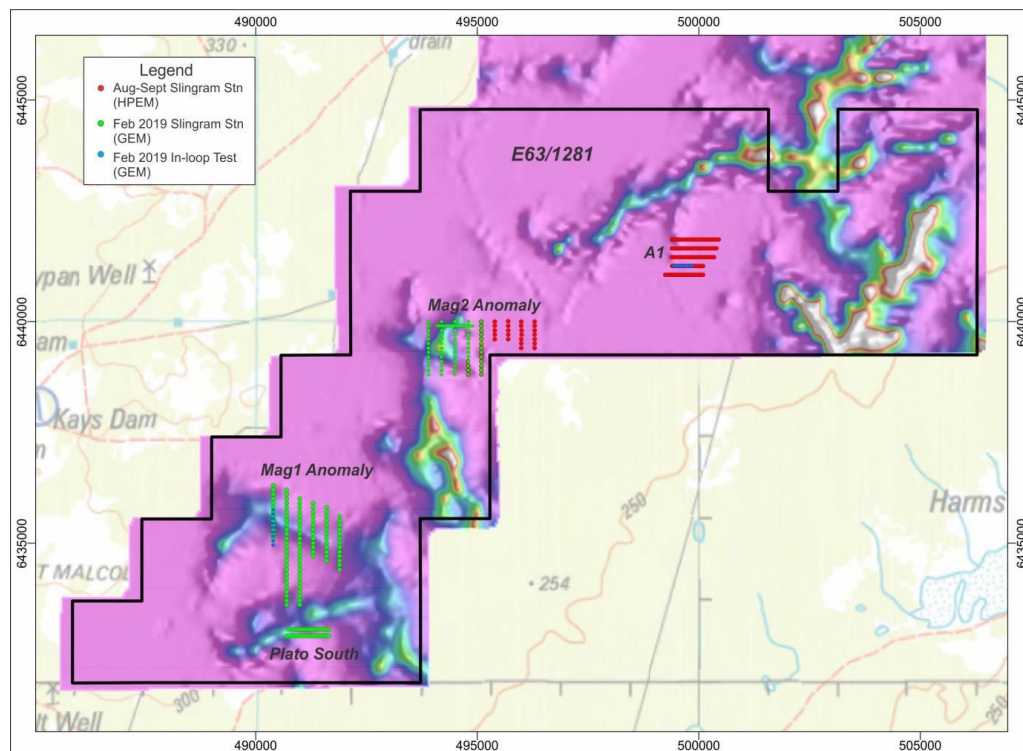 490000
495000
500000
505000
330
drain
6445000
6445000
Legend
Aug-Sept Slingram Stn
(HPEM)
Feb 2019 Slingram Stn
(GEM)
Feb 2019 In-loop Test
(GEM)
E63/1281
A1
ypan Well
Mag2 Anomaly
6440000
6440000
am
Kays Dam
Mag1 Anomaly
250
Harms
6435000
6435000
T MALCOL
254
250
Plato South
300
lt Well
490000
495000
500000
505000